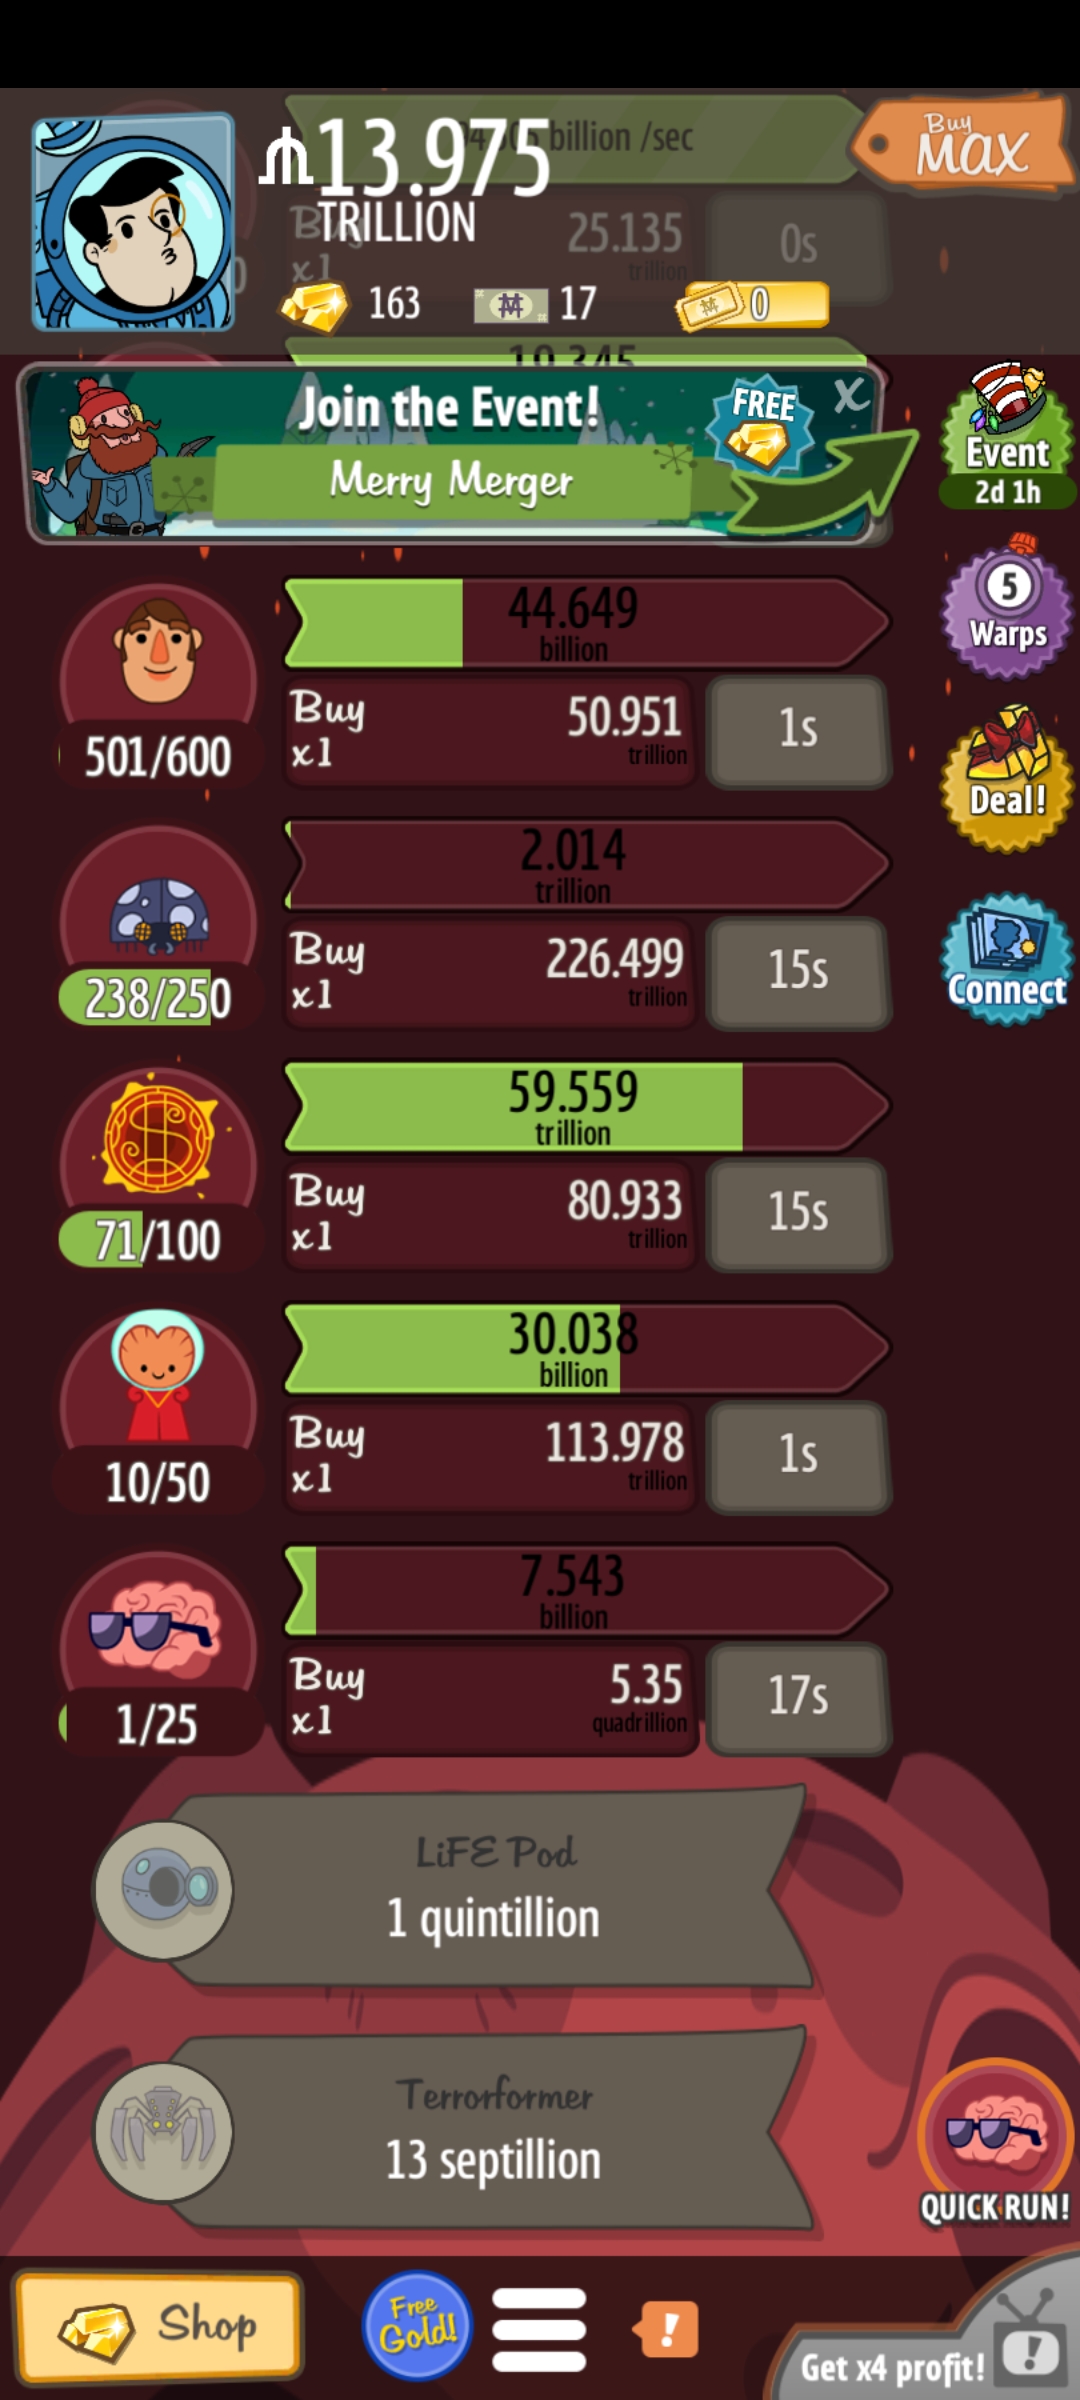 billion /sec
Buy
MAX
13.975
TRILLION
Buy
x1
25.135
trillion
0s
163
17
0
19.345
Join the Event!
Merry Merger
FREE
X
Event
2d 1h
44.649
billion
501/600
Buy
x1
50.951
trillion
1s
5
Warps
2.014
trillion
238/250
Buy
x1
226.499
trillion
15s
Deal!
Connect
59.559
trillion
71/100
Buy
x1
80.933
trillion
15s
30.038
billion
10/50
Buy
x1
113.978
trillion
1s
7.543
billion
1/25
Buy
x1
5.35
quadrillion
17s
LiFE Pod
1 quintillion
Terrorformer
13 septillion
QUICK RUN!
Shop
Free
Gold!
!
Get x4 profit!
!